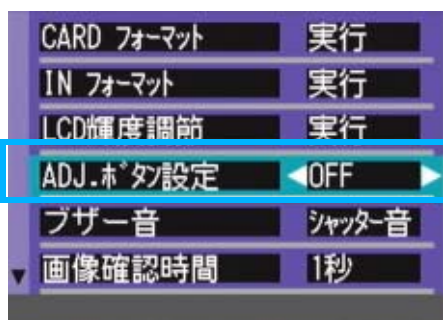 CARD フォーマット 実行
IN フォーマット 実行
LCD輝度調節 実行
ADJ.ボタン設定 ◀OFF ▶
ブザー音 シャッター音
▼ 画像確認時間 1秒